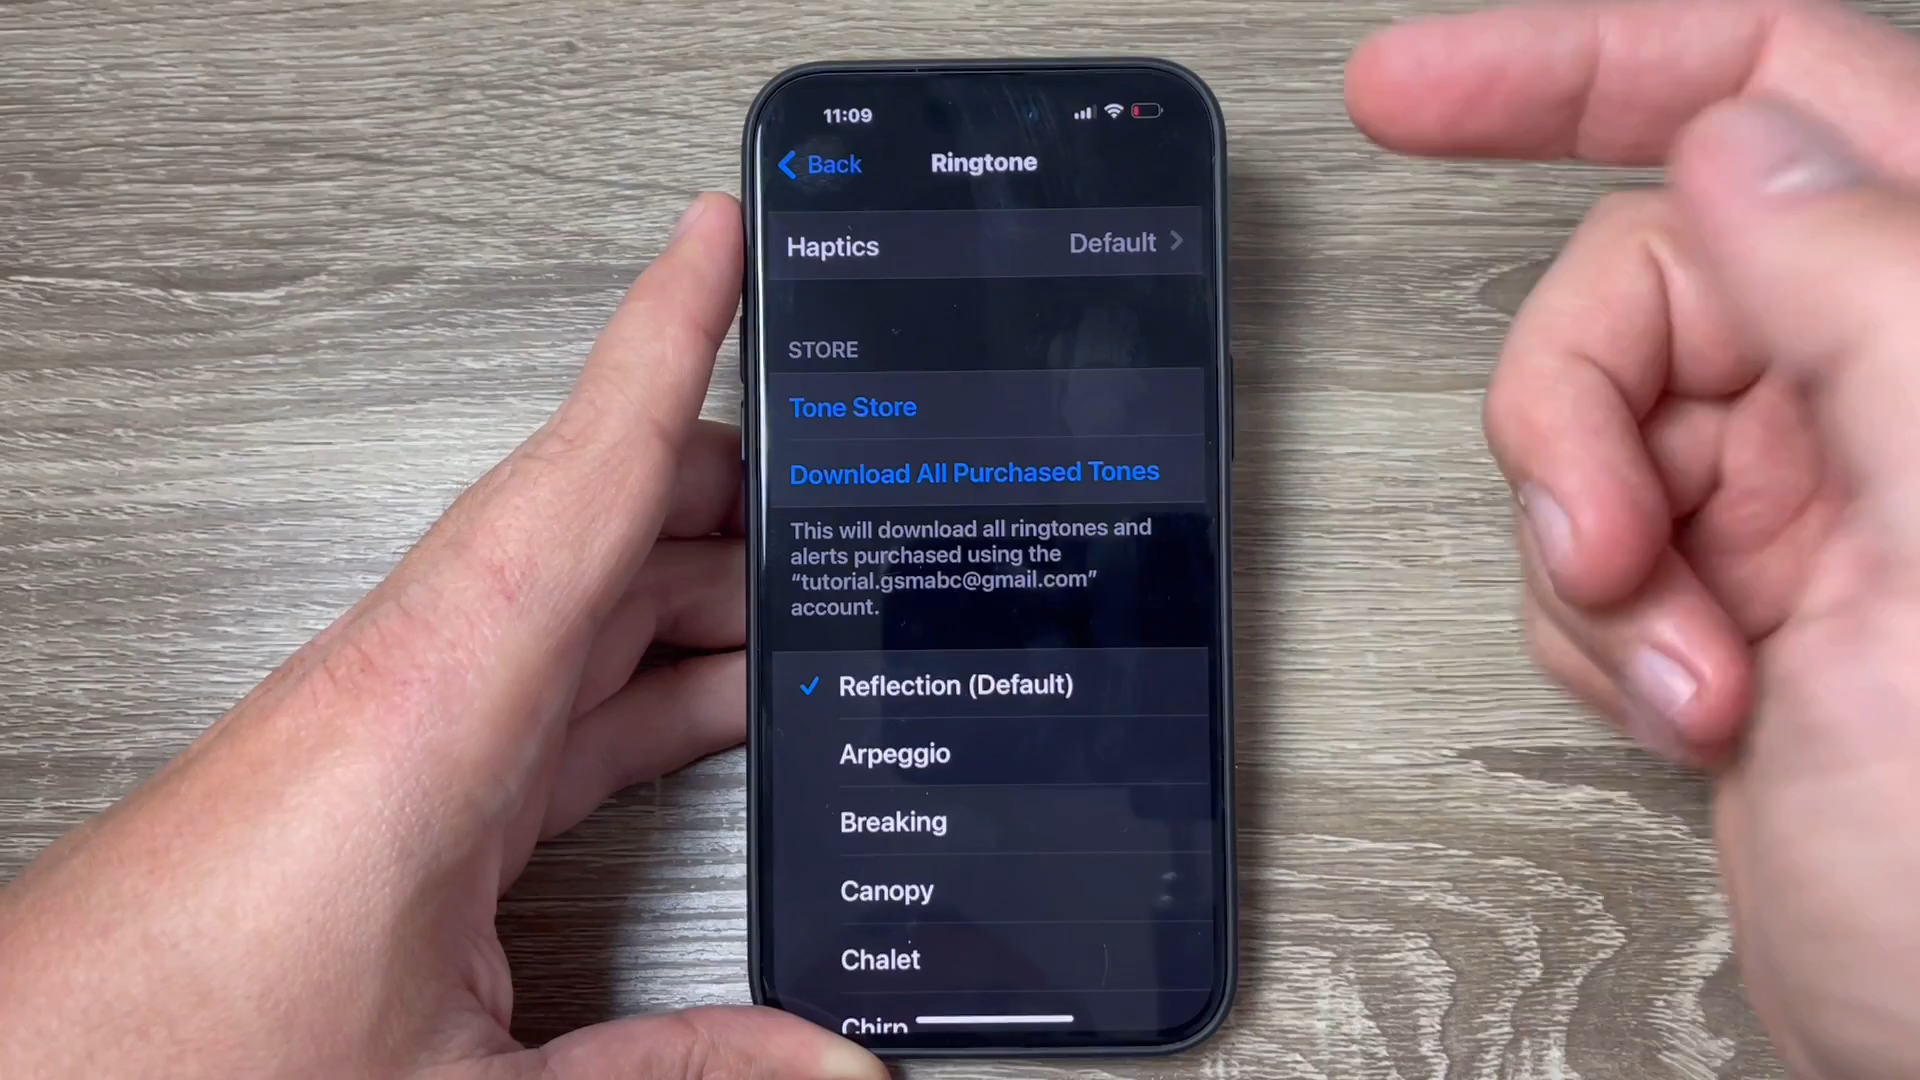 11:09
Back
Ringtone
Haptics Default
STORE
Tone Store
Download All Purchased Tones
This will download all ringtones and
alerts purchased using the
“tutorial.gsmabc@gmail.com”
account.
Reflection (Default)
Arpeggio
Breaking
Canopy
Chalet
Chirp